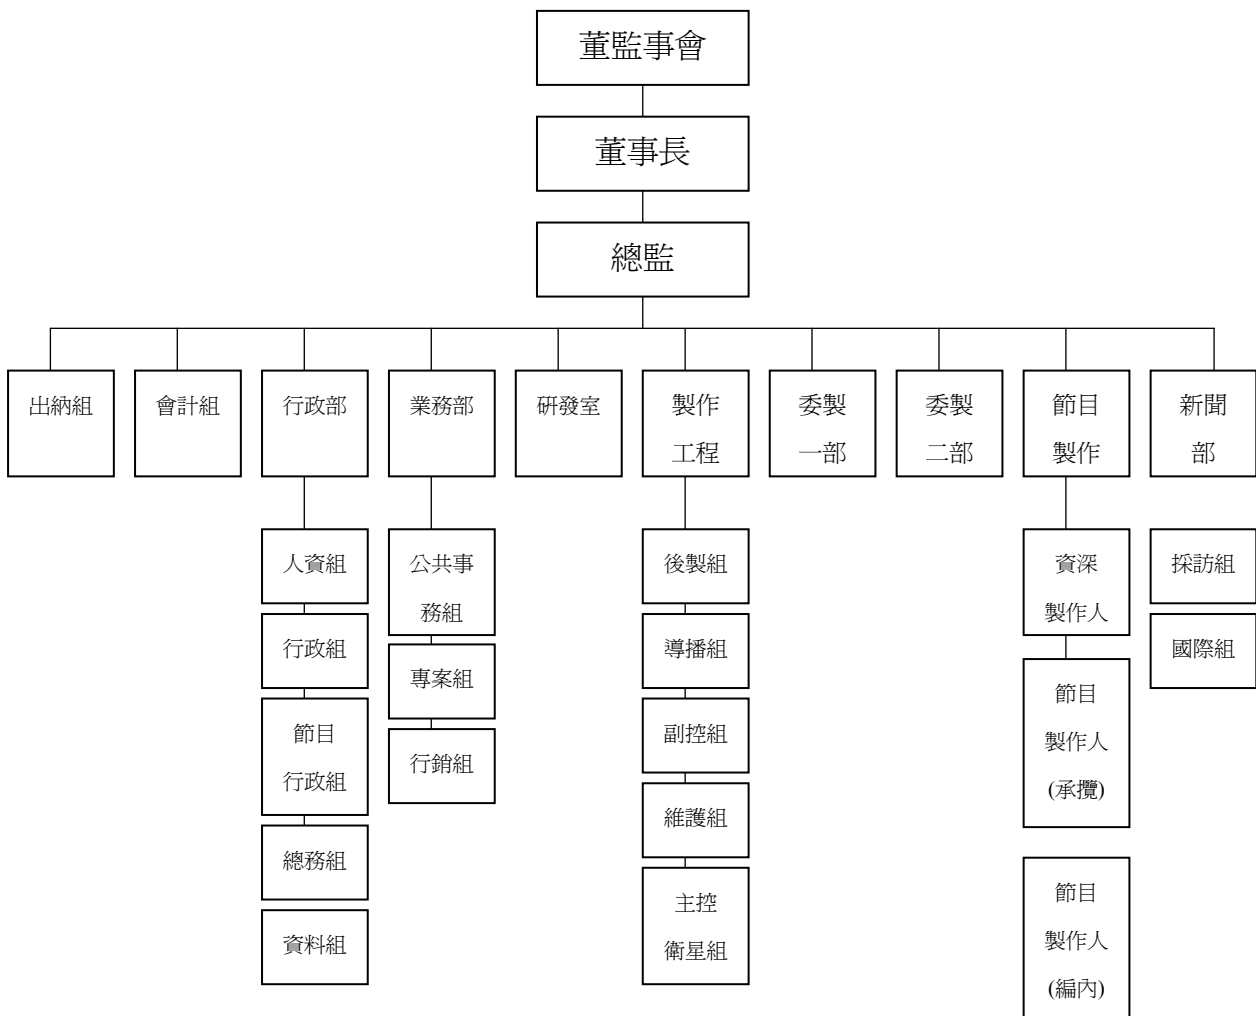 董監事會
董事長
總監
出納組
會計組
行政部
業務部
研發室
製作
工程
委製
一部
委製
二部
節目
製作
新聞
部
人資組
行政組
節目
行政組
總務組
資料組
公共事
務組
專案組
行銷組
後製組
導播組
副控組
維護組
主控
衛星組
資深
製作人
節目
製作人
(承攬)
節目
製作人
(編內)
採訪組
國際組